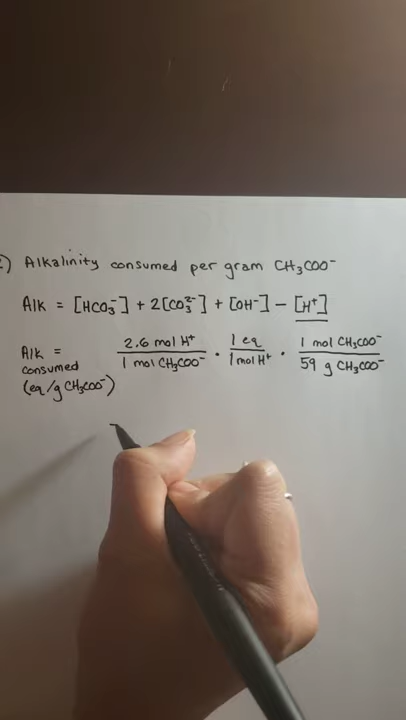 ) Alkalinity consumed per gram CH₃COO⁻
Alk = [HCO₃⁻] + 2[CO₃²⁻] + [OH⁻] − [H⁺]
Alk = 2.6 mol H⁺ / 1 mol CH₃COO⁻ · 1 eq / 1 mol H⁺ · 1 mol CH₃COO⁻ / 59 g CH₃COO⁻
consumed
(eq/g CH₃COO⁻)